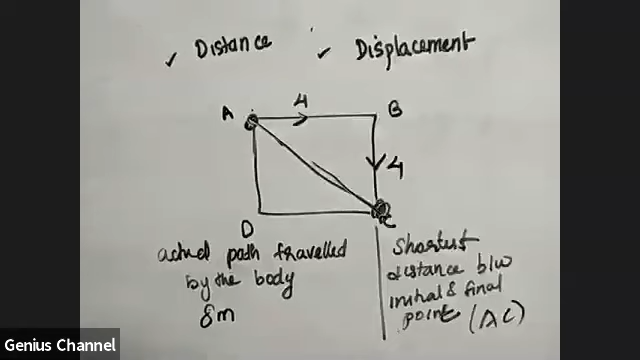 ✓ Distance ✓ Displacement
A 4 B
4
D C
actual path travelled
by the body
8m
Shortest
distance b/w
initial & final
point (AC)
Genius Channel